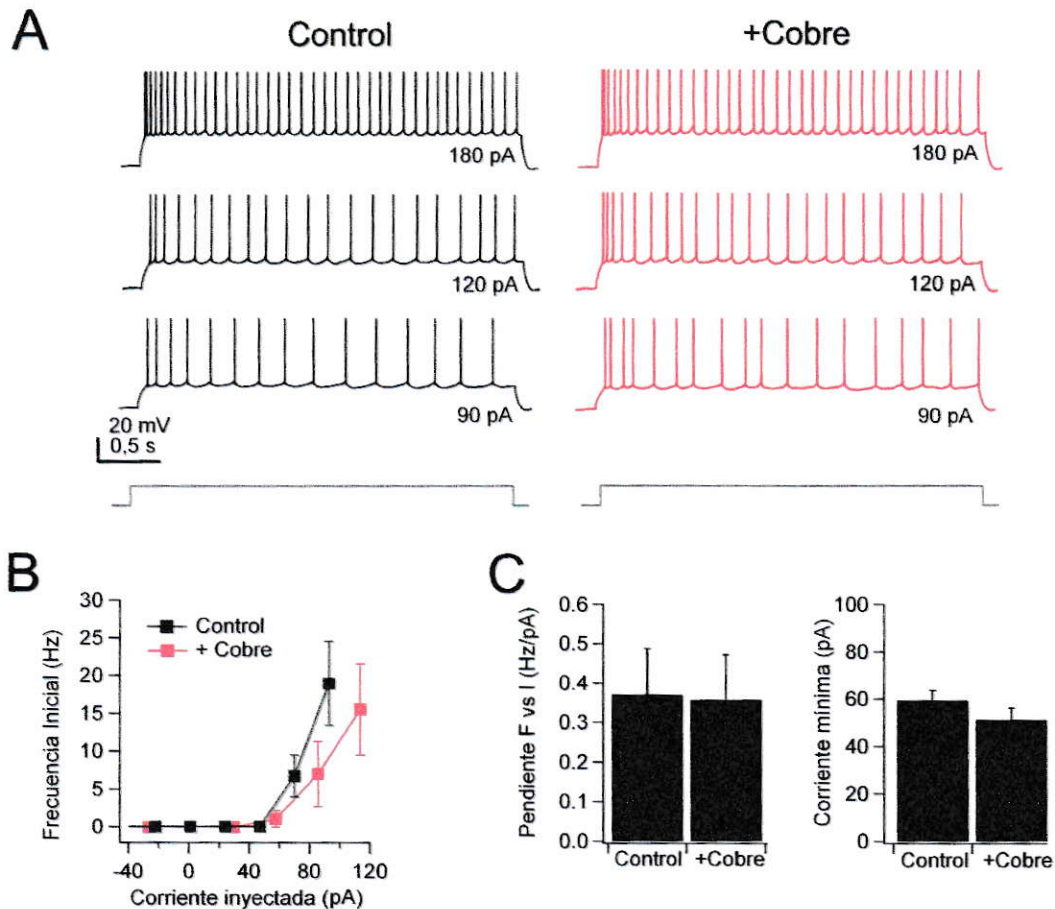 A
Control
+Cobre
180 pA
180 pA
120 pA
120 pA
90 pA
90 pA
20 mV
0,5 s
B
Frecuencia Inicial (Hz)
30
25
20
15
10
5
0
Control
+ Cobre
-40
0
40
80
120
Corriente inyectada (pA)
C
Pendiente F vs I (Hz/pA)
0.6
0.5
0.4
0.3
0.2
0.1
0.0
Control
+Cobre
Corriente mínima (pA)
100
80
60
40
20
0
Control
+Cobre